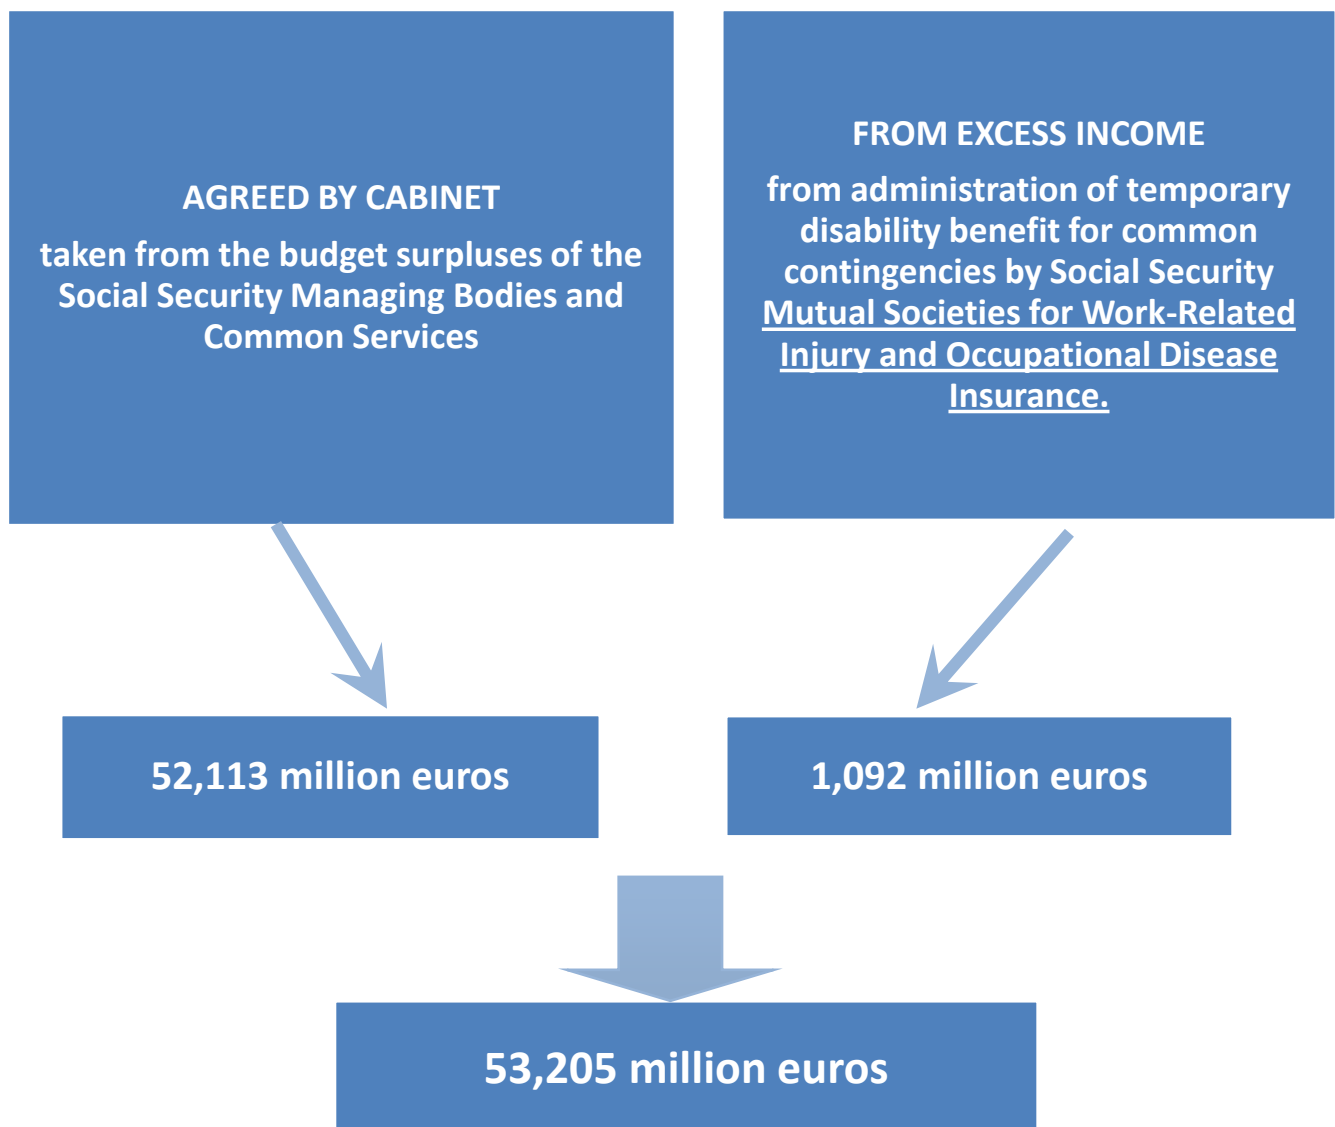 AGREED BY CABINET
taken from the budget surpluses of the
Social Security Managing Bodies and
Common Services
FROM EXCESS INCOME
from administration of temporary
disability benefit for common
contingencies by Social Security
Mutual Societies for Work-Related
Injury and Occupational Disease
Insurance.
52,113 million euros
1,092 million euros
53,205 million euros